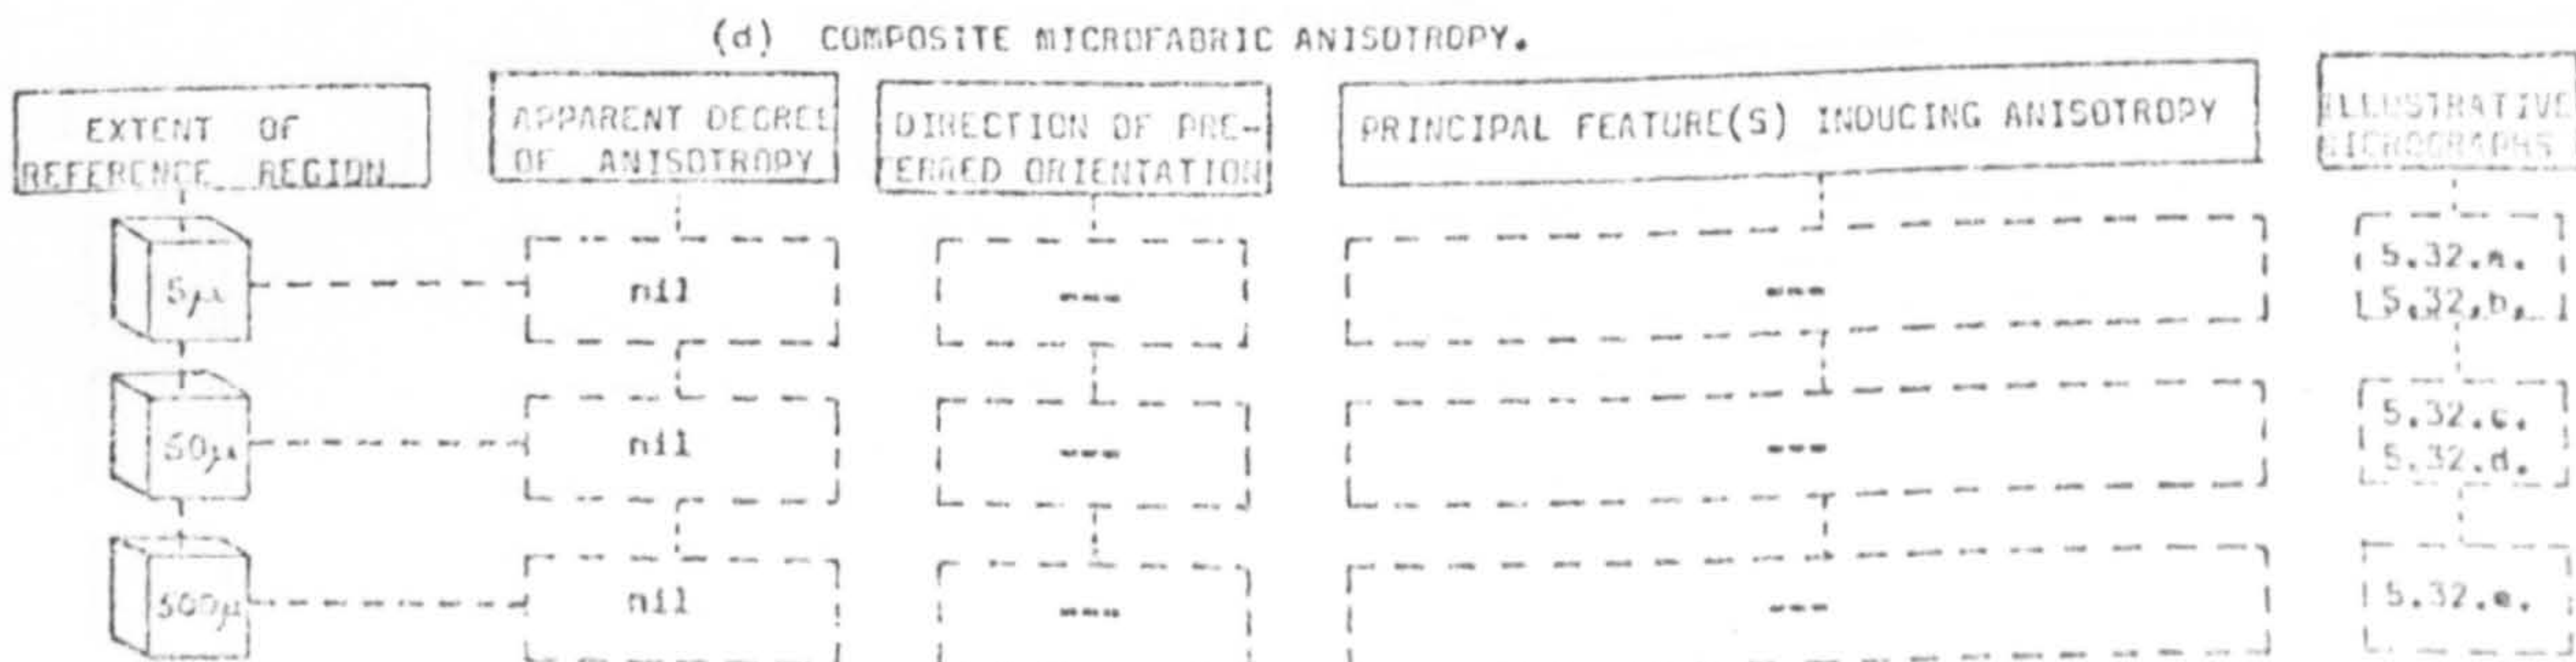 (d) COMPOSITE MICROFABRIC ANISOTROPY.
EXTENT OF
REFERENCE REGION
APPARENT DEGREE
OF ANISOTROPY
DIRECTION OF PRE-
FERRED ORIENTATION
PRINCIPAL FEATURE(S) INDUCING ANISOTROPY
ILLUSTRATIVE
MICROGRAPHS
5μ
nil
---
---
5.32.a.
5.32.b.
50μ
nil
---
---
5.32.c.
5.32.d.
500μ
nil
---
---
5.32.e.